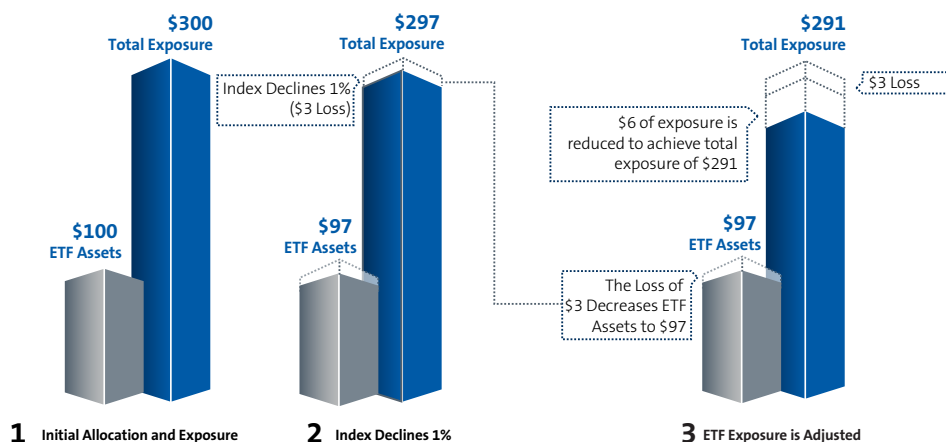 $300
Total Exposure
$100
ETF Assets
1 Initial Allocation and Exposure
$297
Total Exposure
Index Declines 1%
($3 Loss)
$97
ETF Assets
2 Index Declines 1%
The Loss of
$3 Decreases ETF
Assets to $97
$291
Total Exposure
$3 Loss
$6 of exposure is
reduced to achieve total
exposure of $291
$97
ETF Assets
3 ETF Exposure is Adjusted